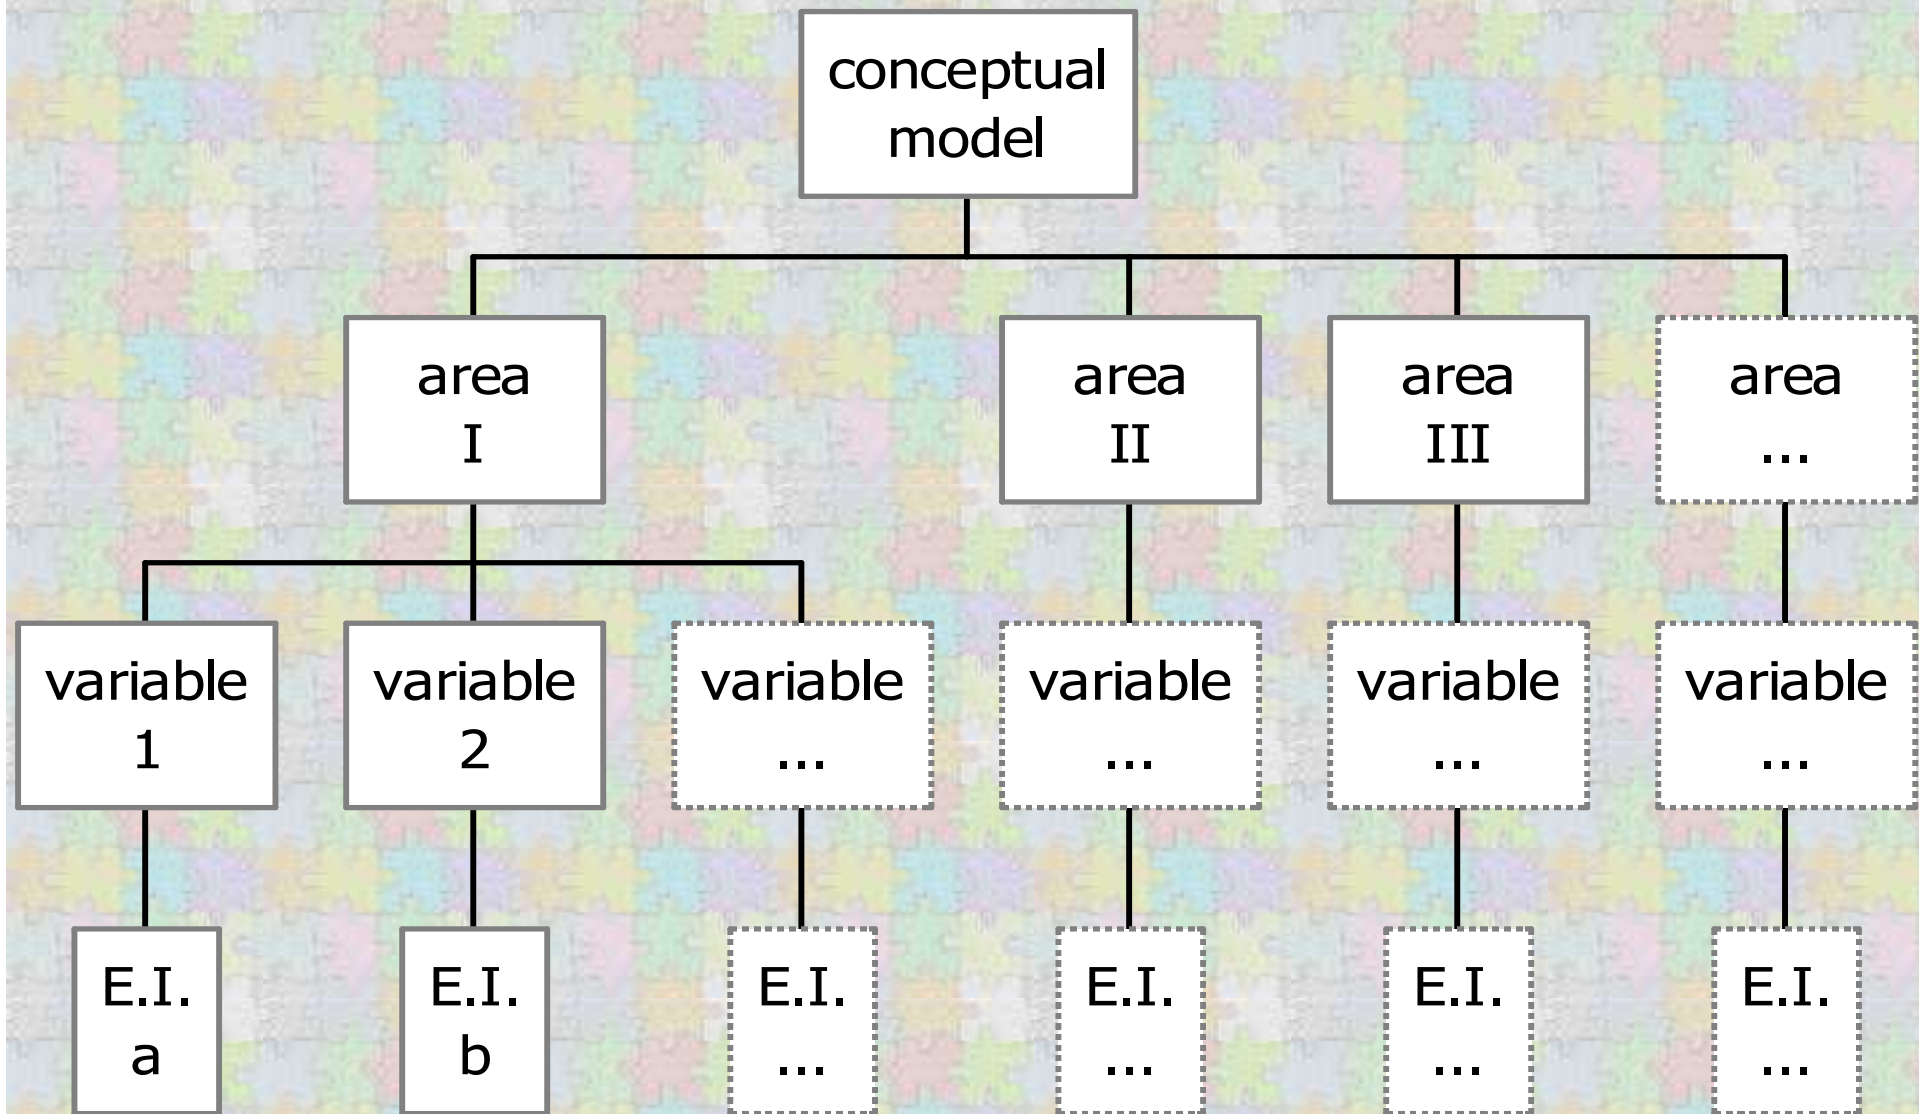 conceptual
model
area
I
area
II
area
III
area
...
variable
1
variable
2
variable
...
variable
...
variable
...
variable
...
E.I.
a
E.I.
b
E.I.
...
E.I.
...
E.I.
...
E.I.
...